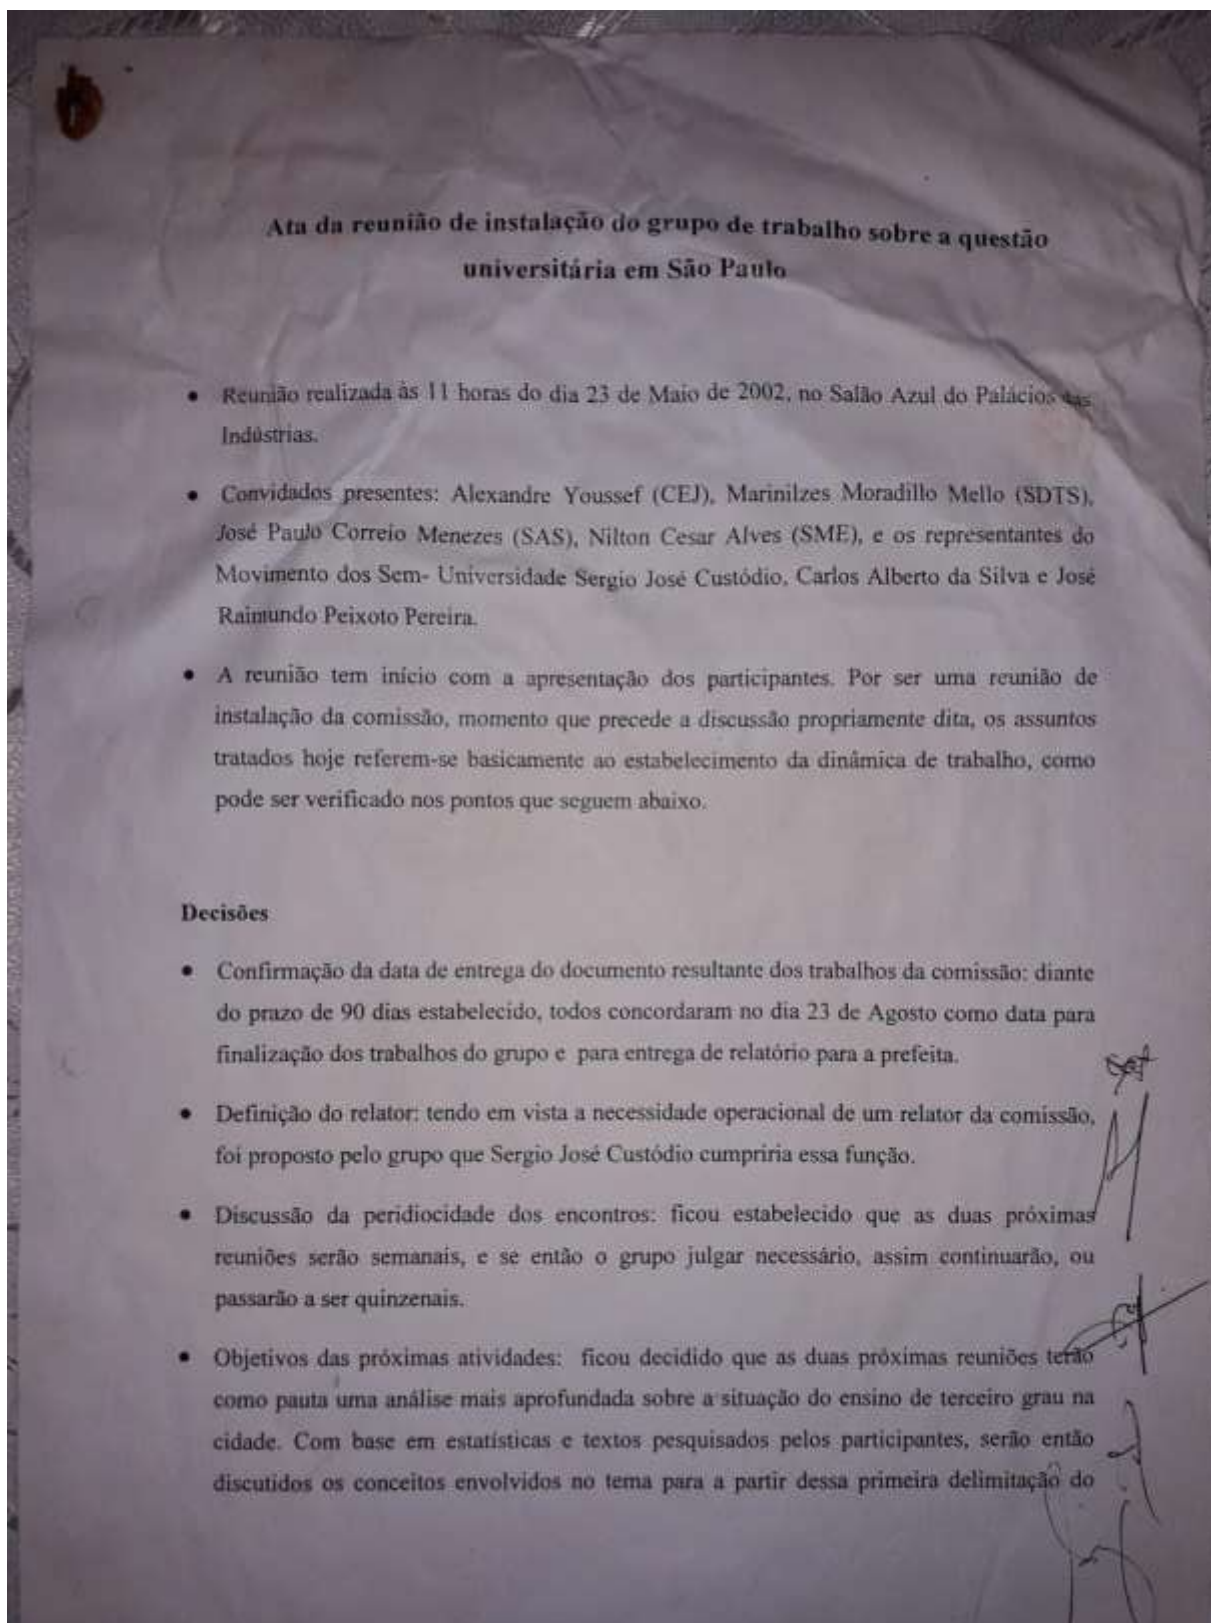 Ata da reunião de instalação do grupo de trabalho sobre a questão
universitária em São Paulo
• Reunião realizada às 11 horas do dia 23 de Maio de 2002, no Salão Azul do Palácios das
Indústrias.
• Convidados presentes: Alexandre Youssef (CEJ), Marinilzes Moradillo Mello (SDTS),
José Paulo Correio Menezes (SAS), Nilton Cesar Alves (SME), e os representantes do
Movimento dos Sem- Universidade Sergio José Custódio, Carlos Alberto da Silva e José
Raimundo Peixoto Pereira.
• A reunião tem início com a apresentação dos participantes. Por ser uma reunião de
instalação da comissão, momento que precede a discussão propriamente dita, os assuntos
tratados hoje referem-se basicamente ao estabelecimento da dinâmica de trabalho, como
pode ser verificado nos pontos que seguem abaixo.
Decisões
• Confirmação da data de entrega do documento resultante dos trabalhos da comissão: diante
do prazo de 90 dias estabelecido, todos concordaram no dia 23 de Agosto como data para
finalização dos trabalhos do grupo e para entrega de relatório para a prefeita.
• Definição do relator: tendo em vista a necessidade operacional de um relator da comissão,
foi proposto pelo grupo que Sergio José Custódio cumpriria essa função.
• Discussão da peridiocidade dos encontros: ficou estabelecido que as duas próximas
reuniões serão semanais, e se então o grupo julgar necessário, assim continuarão, ou
passarão a ser quinzenais.
• Objetivos das próximas atividades: ficou decidido que as duas próximas reuniões terão
como pauta uma análise mais aprofundada sobre a situação do ensino de terceiro grau na
cidade. Com base em estatísticas e textos pesquisados pelos participantes, serão então
discutidos os conceitos envolvidos no tema para a partir dessa primeira delimitação do